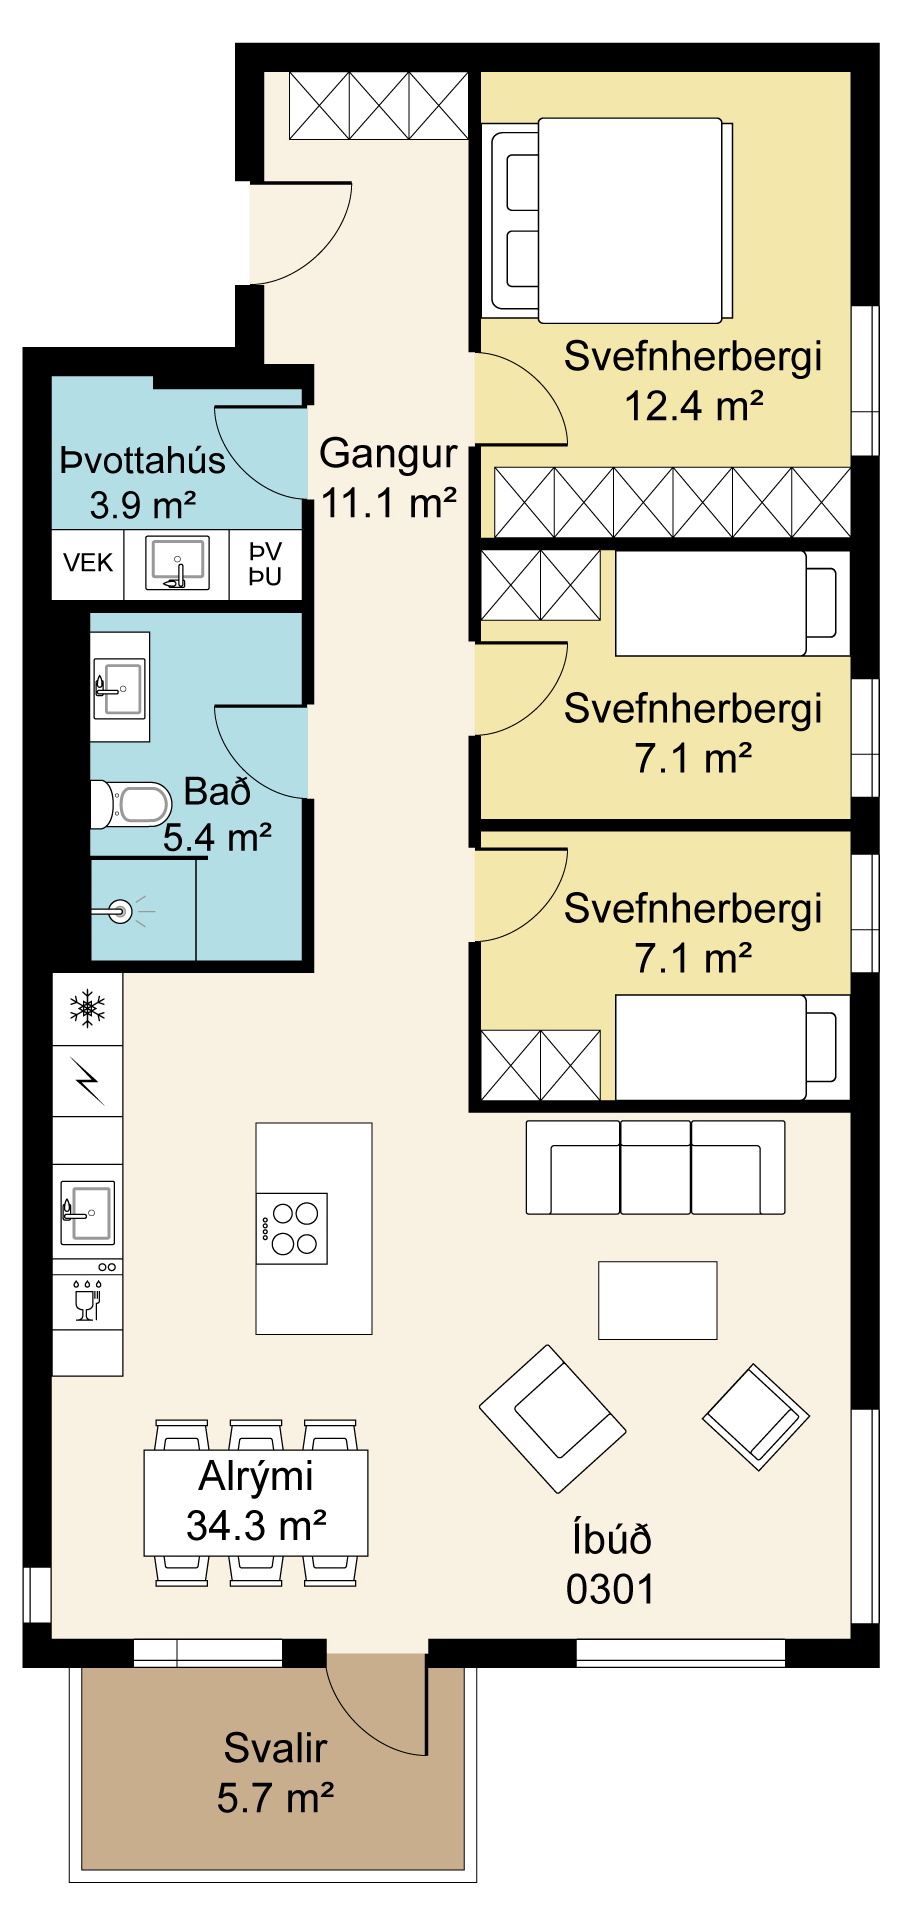 Svefnherbergi
12.4 m²
Gangur
11.1 m²
Þvottahús
3.9 m²
VEK
ÞV
ÞU
Svefnherbergi
7.1 m²
Bað
5.4 m²
Svefnherbergi
7.1 m²
Alrými
34.3 m²
Íbúð
0301
Svalir
5.7 m²